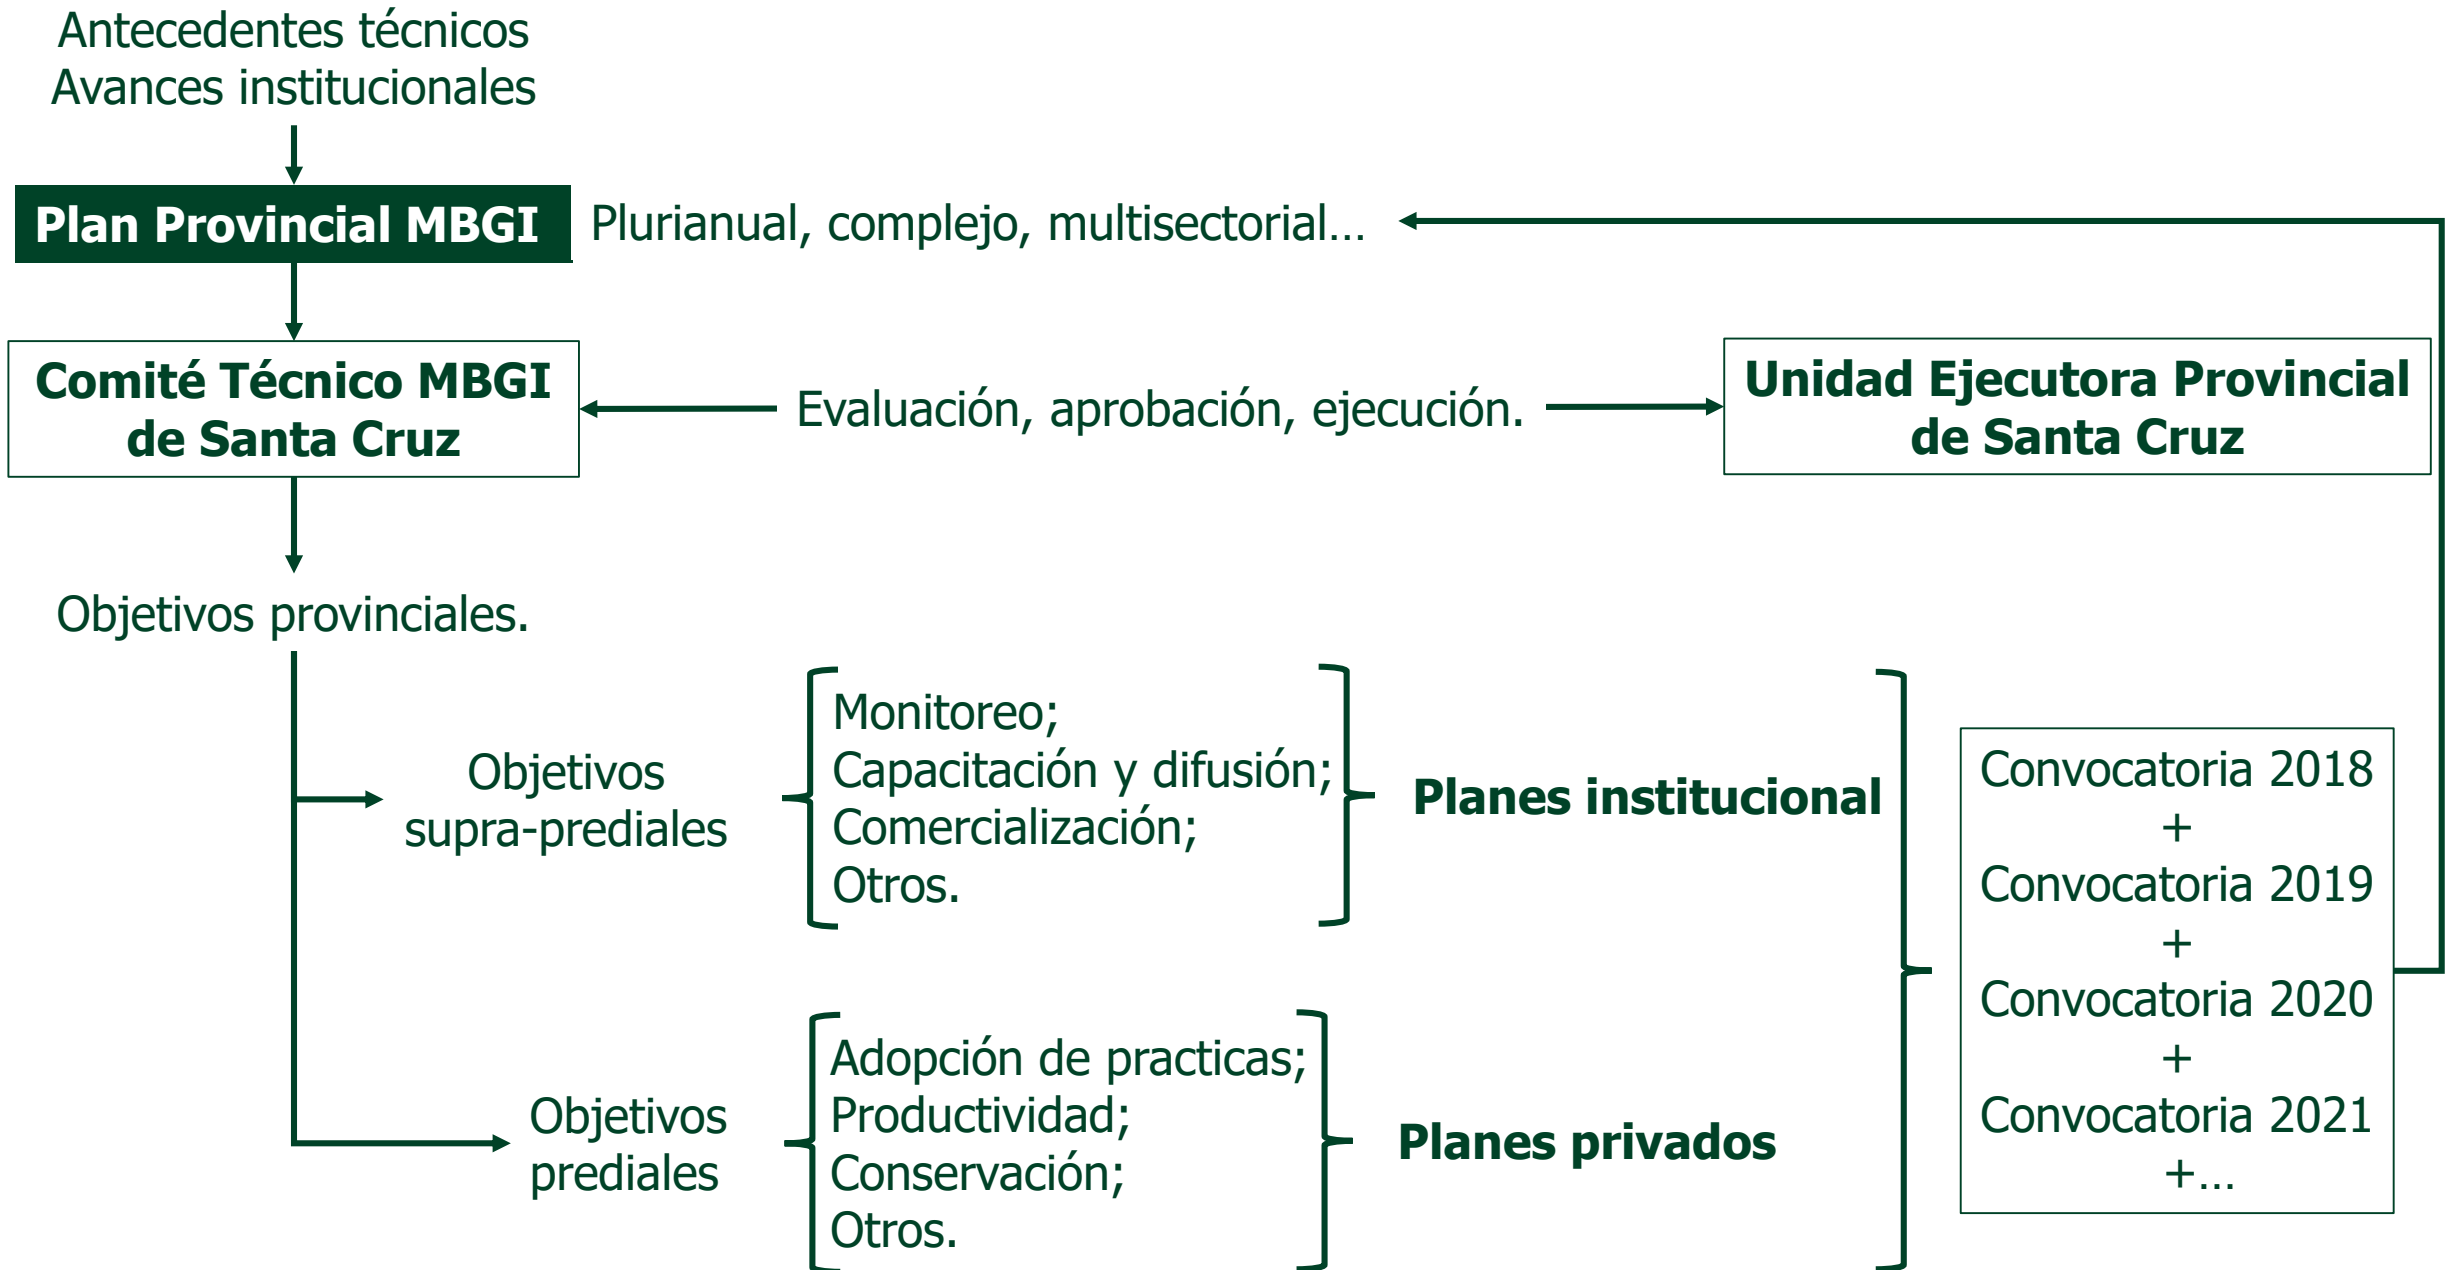 Antecedentes técnicos
Avances institucionales
Plan Provincial MBGI
Plurianual, complejo, multisectorial...
Comité Técnico MBGI
de Santa Cruz
Evaluación, aprobación, ejecución.
Unidad Ejecutora Provincial
de Santa Cruz
Objetivos provinciales.
Objetivos
supra-prediales
Monitoreo;
Capacitación y difusión;
Comercialización;
Otros.
Planes institucional
Objetivos
prediales
Adopción de practicas;
Productividad;
Conservación;
Otros.
Planes privados
Convocatoria 2018
+
Convocatoria 2019
+
Convocatoria 2020
+
Convocatoria 2021
+...